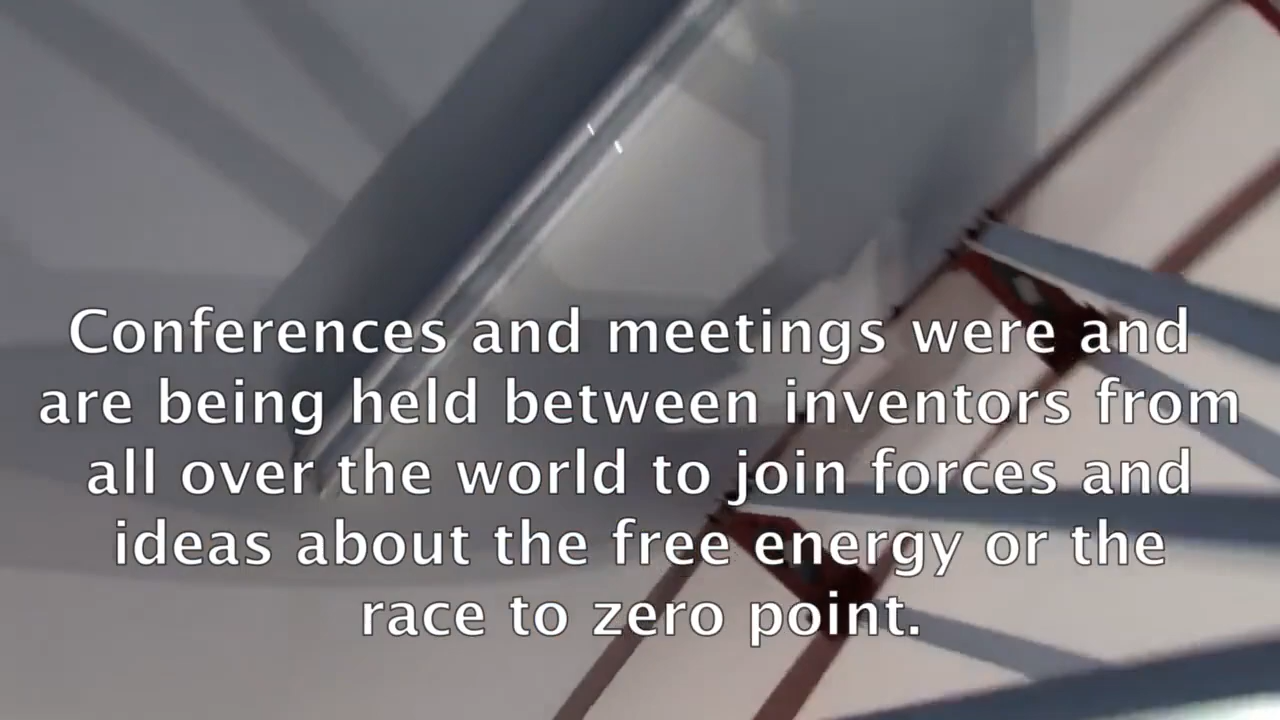 Conferences and meetings were and
are being held between inventors from
all over the world to join forces and
ideas about the free energy or the
race to zero point.